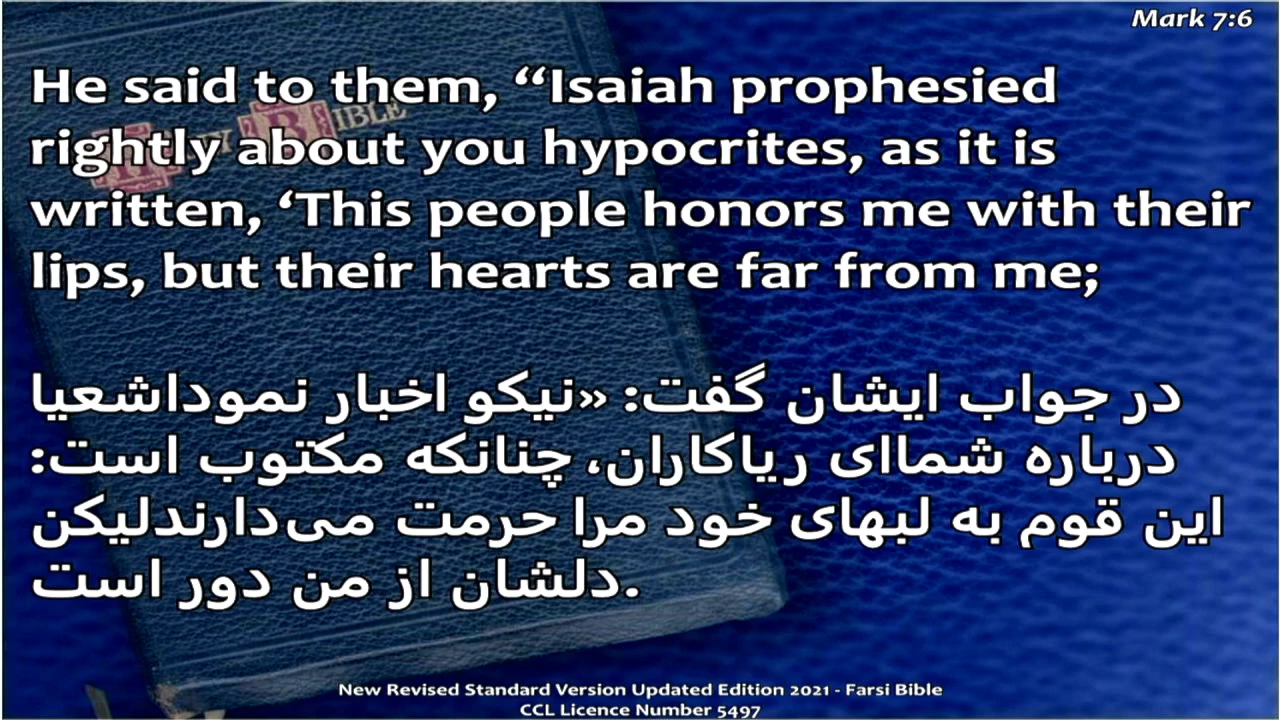 Mark 7:6
He said to them, “Isaiah prophesied
rightly about you hypocrites, as it is
written, ‘This people honors me with their
lips, but their hearts are far from me;
در جواب ایشان گفت: «نیکو اخبار نموداشعیا
درباره شماای ریاکاران، چنانکه مکتوب است:
این قوم به لبهای خود مرا حرمت می‌دارندلیکن
دلشان از من دور است.
New Revised Standard Version Updated Edition 2021 - Farsi Bible
CCL Licence Number 5497
HOLY BIBLE